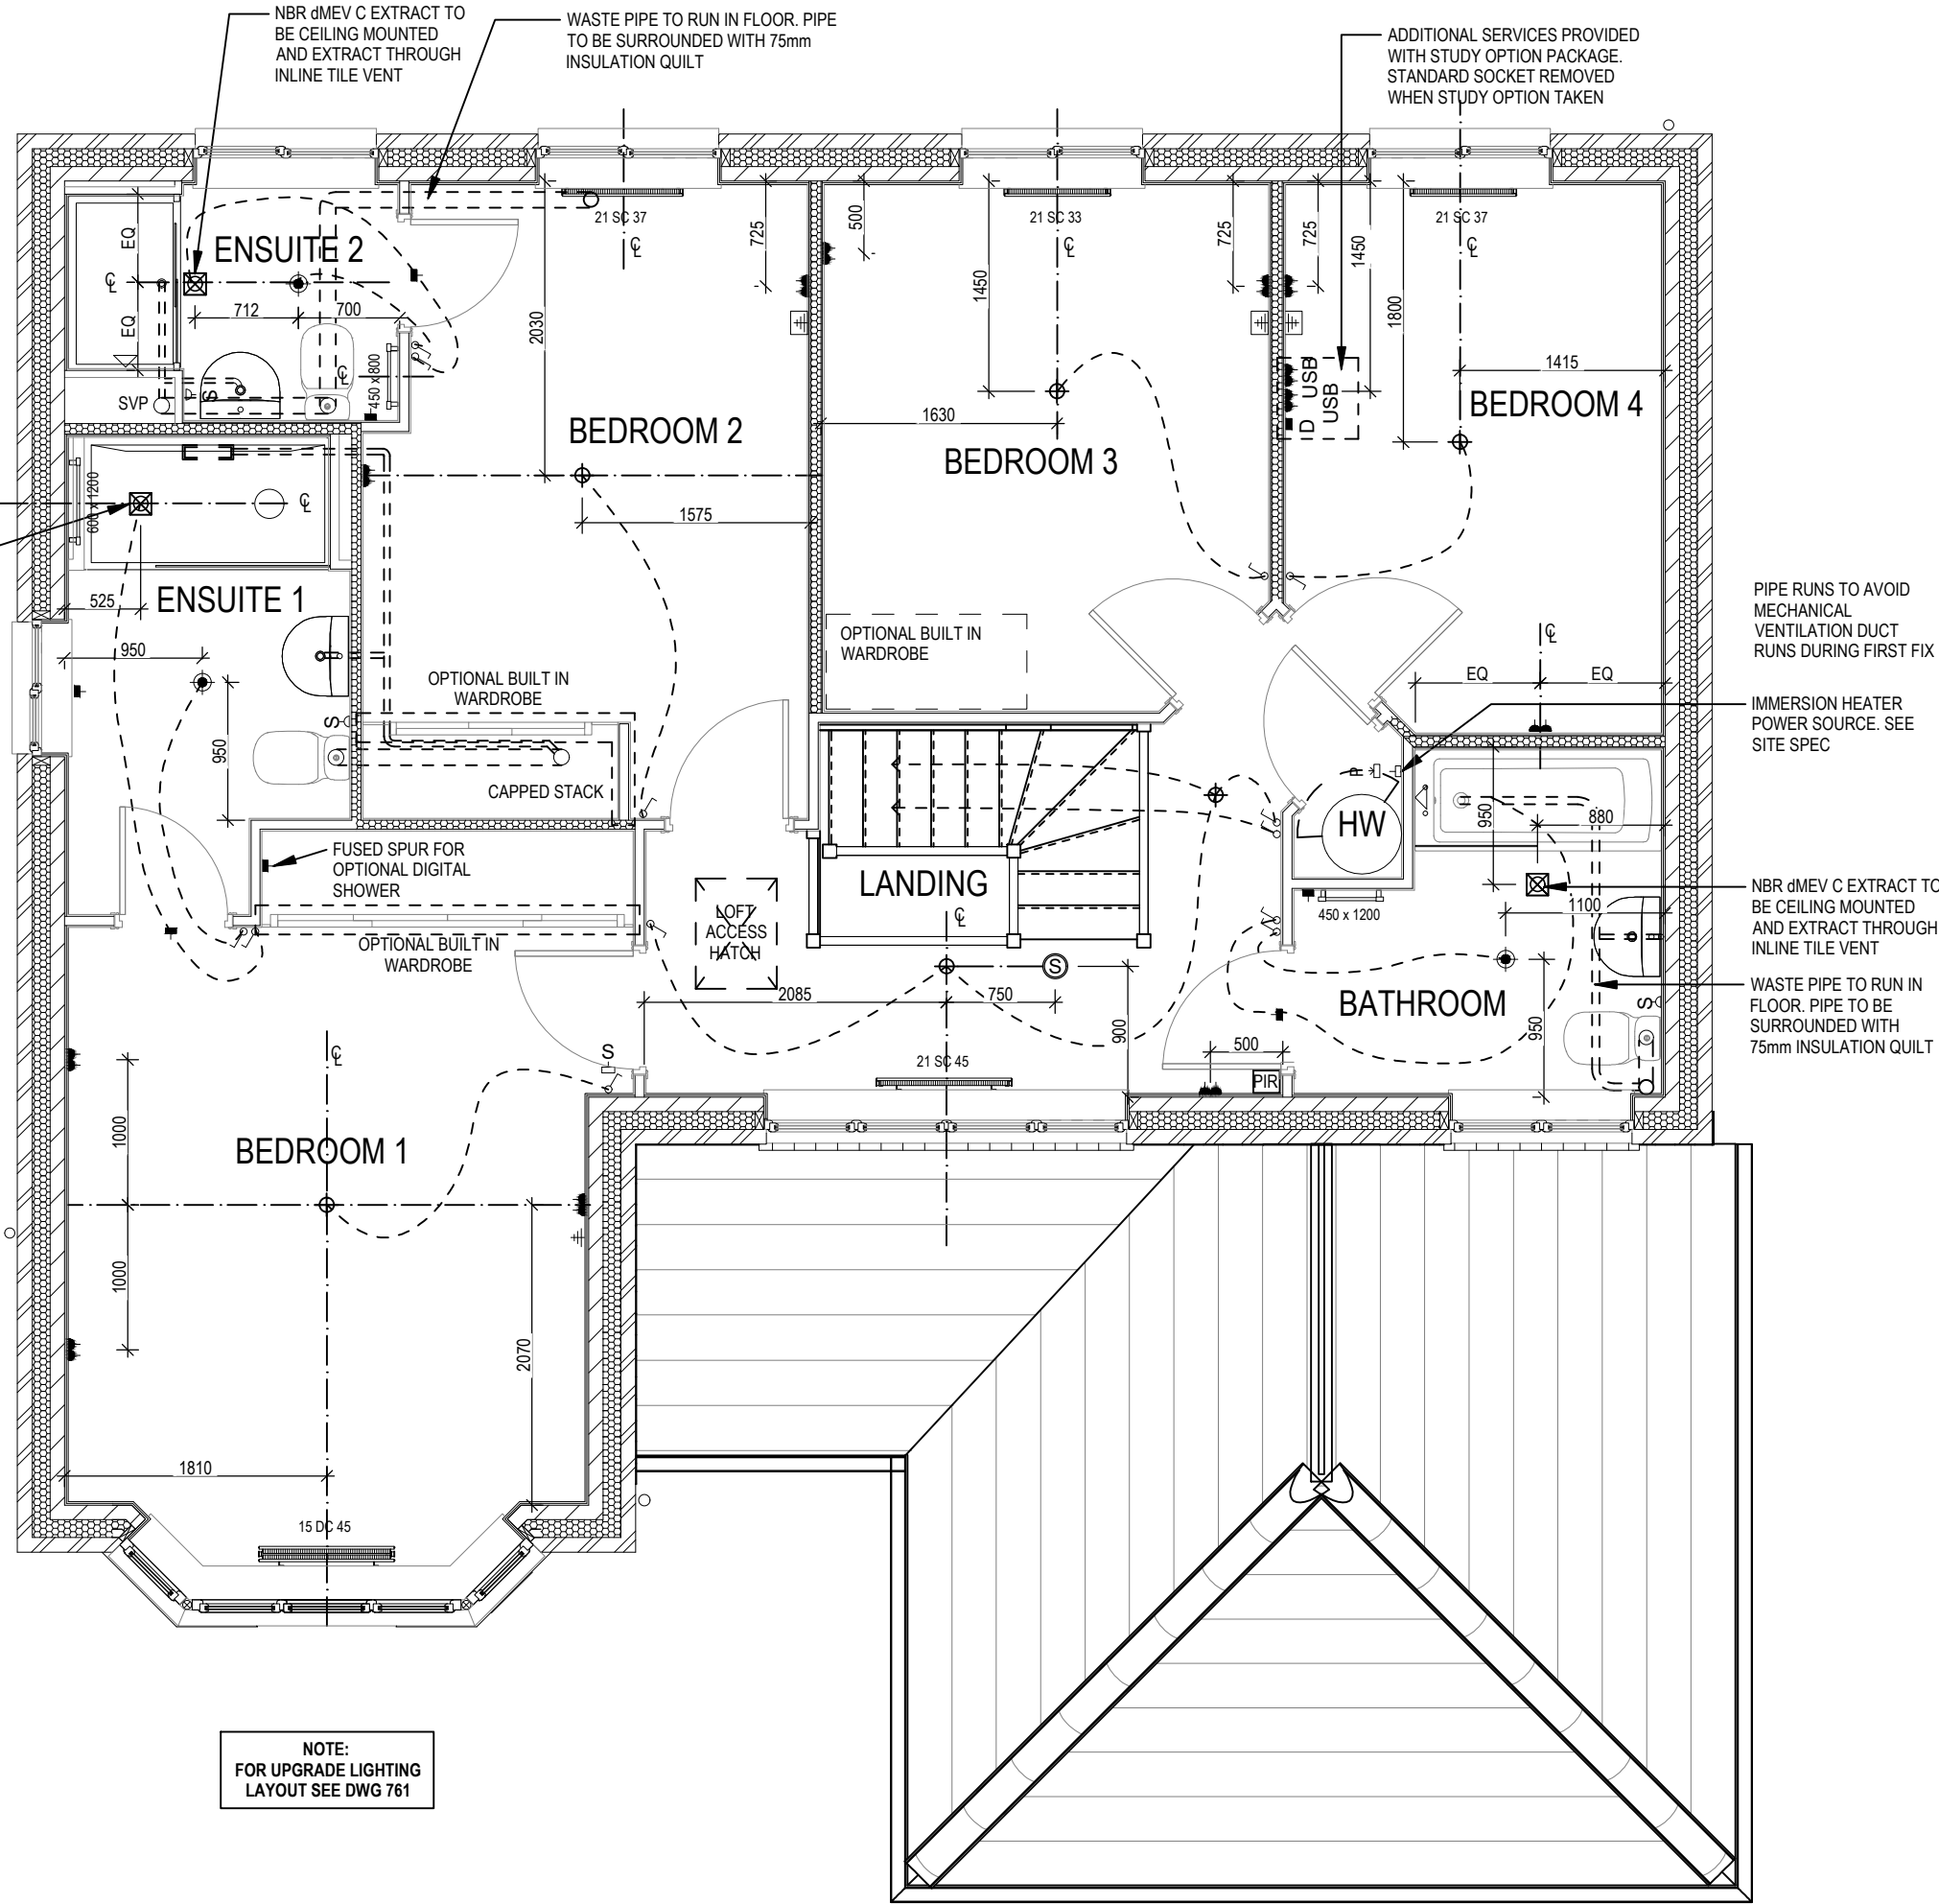 NBR dMEV C EXTRACT TO
BE CEILING MOUNTED
AND EXTRACT THROUGH
INLINE TILE VENT
WASTE PIPE TO RUN IN FLOOR. PIPE
TO BE SURROUNDED WITH 75mm
INSULATION QUILT
ADDITIONAL SERVICES PROVIDED
WITH STUDY OPTION PACKAGE.
STANDARD SOCKET REMOVED
WHEN STUDY OPTION TAKEN
21 SC 37
21 SC 33
21 SC 37
725
500
725
725
1450
1450
1800
2030
EQ
EQ
ENSUITE 2
712
700
450 x 800
SVP
S
BEDROOM 2
1575
1630
BEDROOM 3
D USB
USB
1415
BEDROOM 4
600 x 1200
525
ENSUITE 1
950
950
S
OPTIONAL BUILT IN
WARDROBE
OPTIONAL BUILT IN
WARDROBE
EQ
EQ
PIPE RUNS TO AVOID
MECHANICAL
VENTILATION DUCT
RUNS DURING FIRST FIX
IMMERSION HEATER
POWER SOURCE. SEE
SITE SPEC
CAPPED STACK
P
HW
950
880
FUSED SPUR FOR
OPTIONAL DIGITAL
SHOWER
LANDING
LOFT
ACCESS
HATCH
OPTIONAL BUILT IN
WARDROBE
450 x 1200
1100
NBR dMEV C EXTRACT TO
BE CEILING MOUNTED
AND EXTRACT THROUGH
INLINE TILE VENT
S
2085
750
900
BATHROOM
S
950
WASTE PIPE TO RUN IN
FLOOR. PIPE TO BE
SURROUNDED WITH
75mm INSULATION QUILT
S
21 SC 45
500
PIR
1000
BEDROOM 1
1000
2070
1810
15 DC 45
NOTE:
FOR UPGRADE LIGHTING
LAYOUT SEE DWG 761